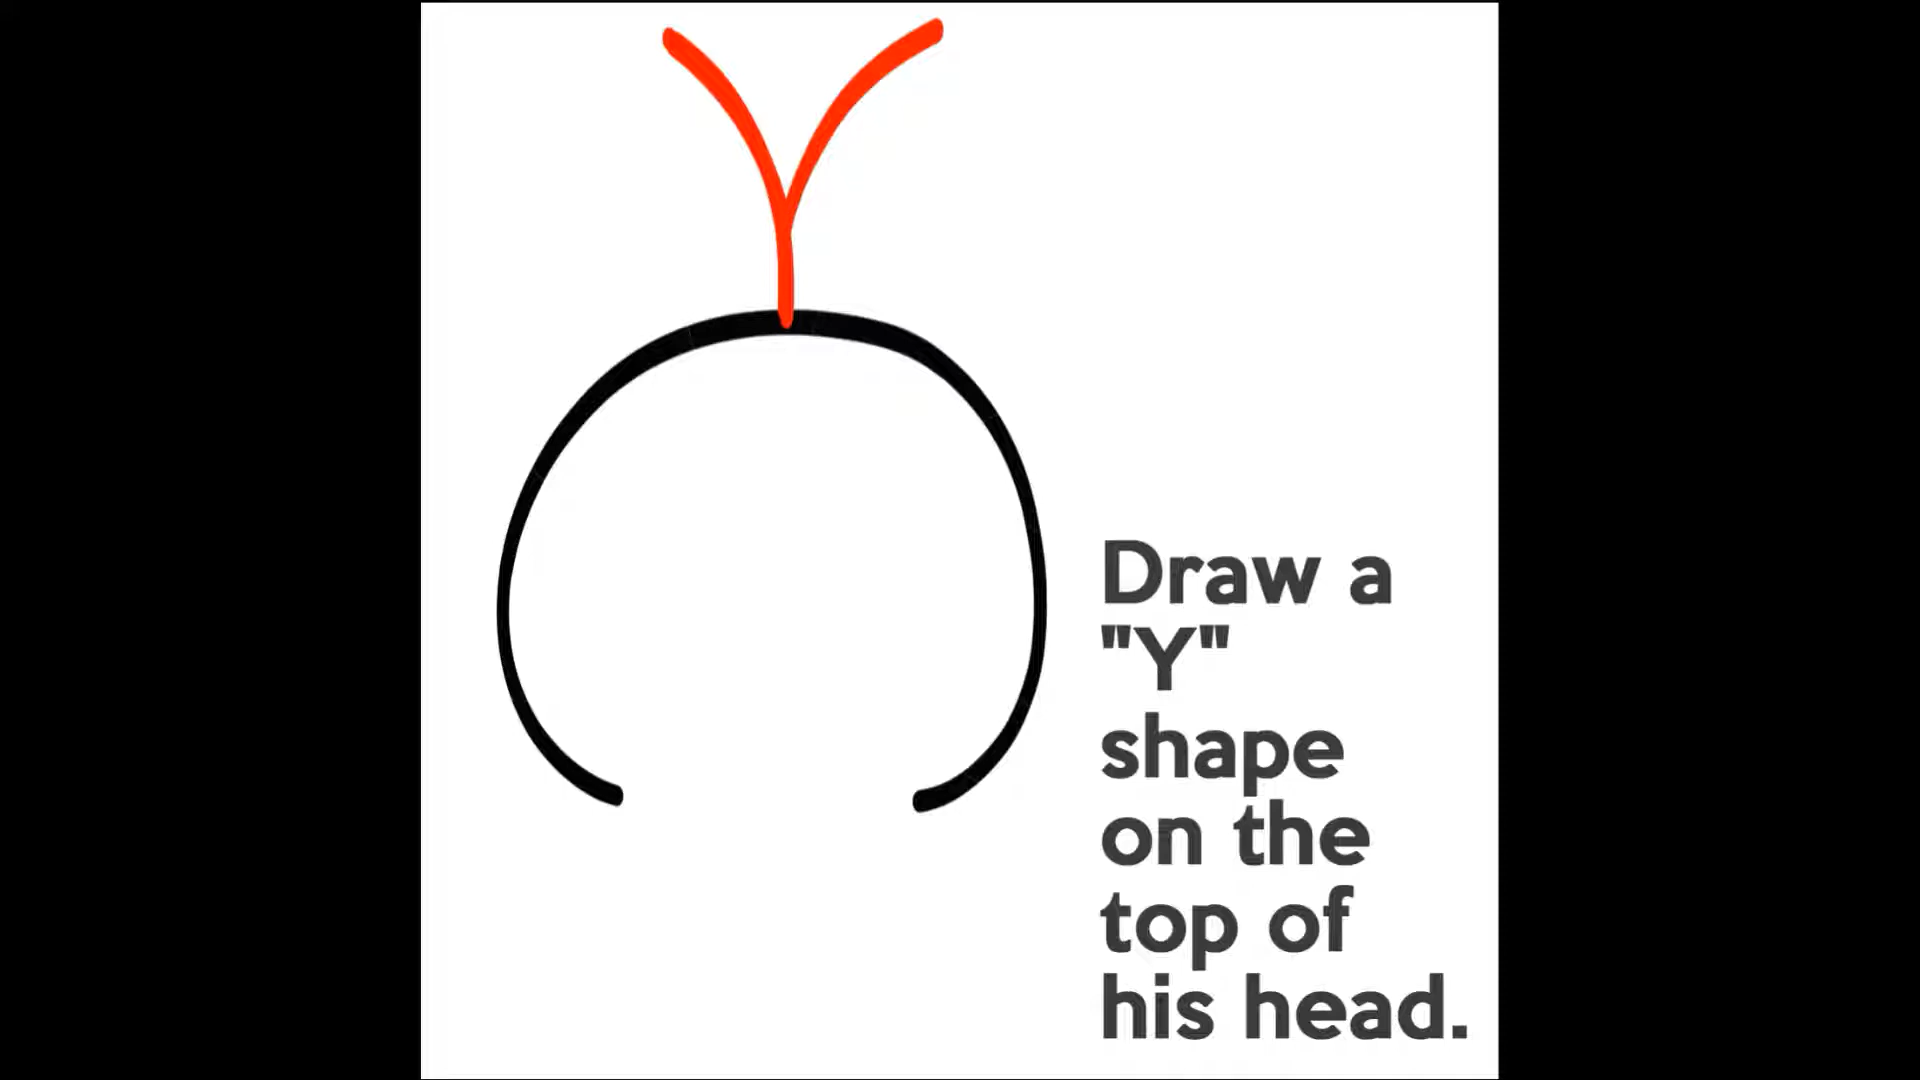 Draw a
"Y"
shape
on the
top of
his head.